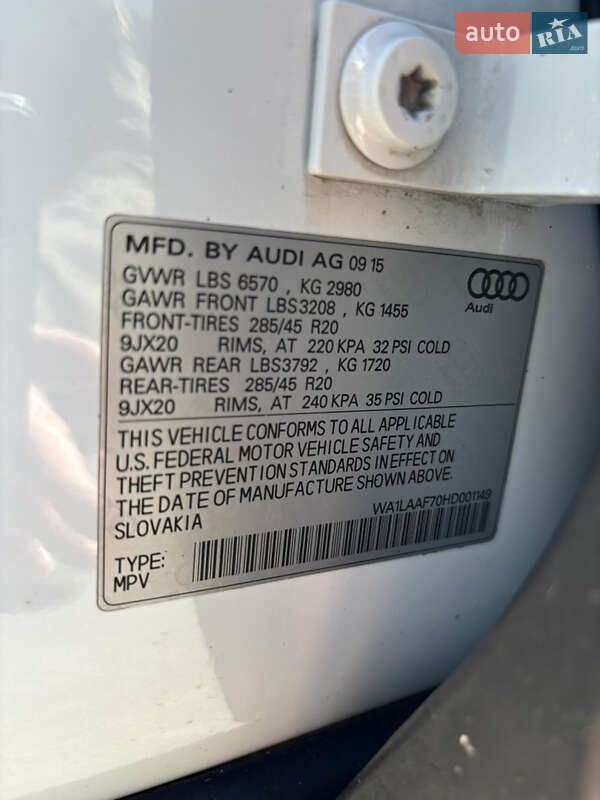 auto RIA .com
MFD. BY AUDI AG 09 15
GVWR LBS 6570 , KG 2980
GAWR FRONT LBS3208 , KG 1455
FRONT-TIRES 285/45 R20
9JX20 RIMS, AT 220 KPA 32 PSI COLD
GAWR REAR LBS3792 , KG 1720
REAR-TIRES 285/45 R20
9JX20 RIMS, AT 240 KPA 35 PSI COLD
Audi
THIS VEHICLE CONFORMS TO ALL APPLICABLE
U.S. FEDERAL MOTOR VEHICLE SAFETY AND
THEFT PREVENTION STANDARDS IN EFFECT ON
THE DATE OF MANUFACTURE SHOWN ABOVE.
SLOVAKIA
WA1LAAF70HD001149
TYPE:
MPV